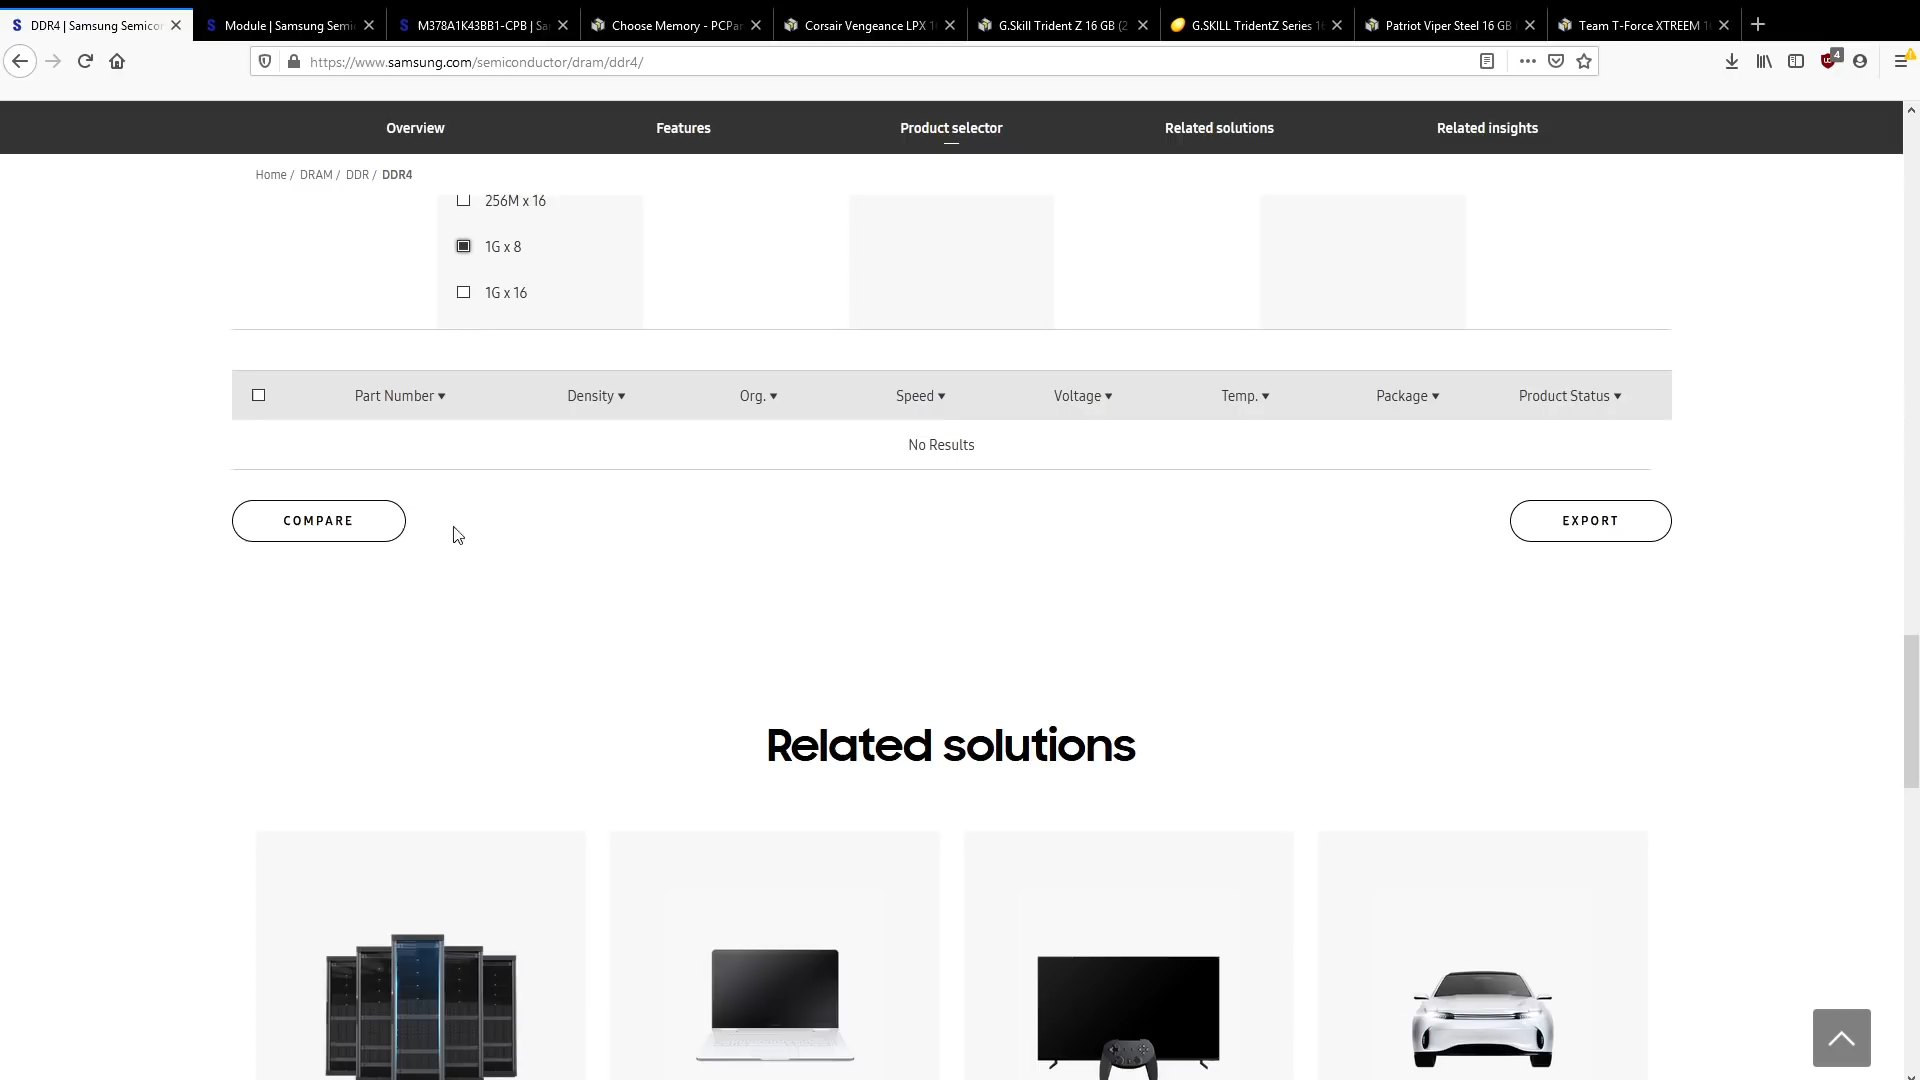 DDR4 | Samsung Semicon
Module | Samsung Semi
M378A1K43BB1-CPB | Sa
Choose Memory - PCPar
Corsair Vengeance LPX 1
G.Skill Trident Z 16 GB (2
G.SKILL TridentZ Series 1
Patriot Viper Steel 16 GB
Team T-Force XTREEM 1
https://www.samsung.com/semiconductor/dram/ddr4/
4
Overview
Features
Product selector
Related solutions
Related insights
Home / DRAM / DDR / DDR4
256M x 16
1G x 8
1G x 16
Part Number ▾ Density ▾ Org. ▾ Speed ▾ Voltage ▾ Temp. ▾ Package ▾ Product Status ▾
No Results
COMPARE
EXPORT
Related solutions